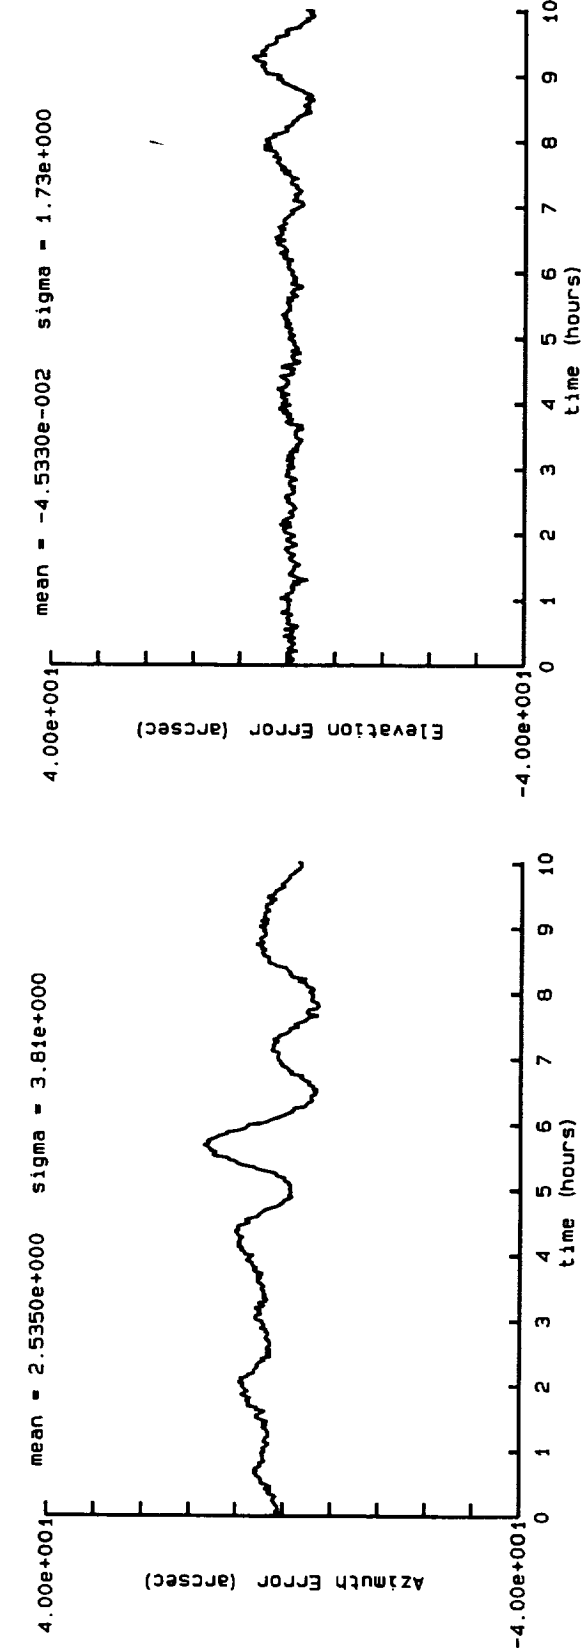 mean = 2.5350e+000 sigma = 3.81e+000
4.00e+001
Azimuth Error (arcsec)
-4.00e+001
0 1 2 3 4 5 6 7 8 9 10
time (hours)
mean = -4.5330e-002 sigma = 1.73e+000
4.00e+001
Elevation Error (arcsec)
-4.00e+001
0 1 2 3 4 5 6 7 8 9 10
time (hours)